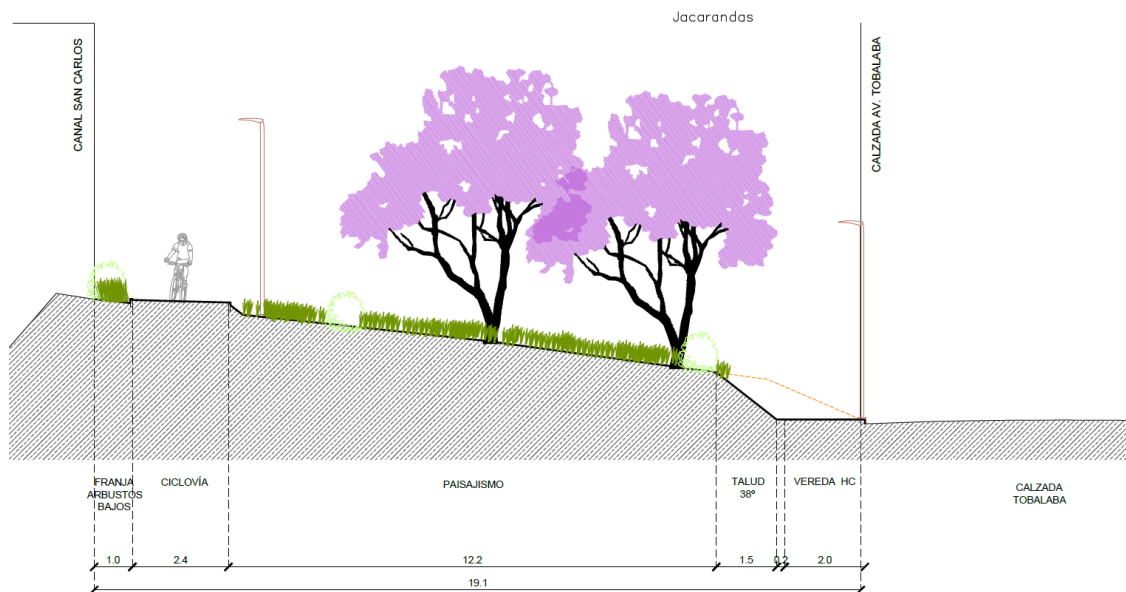 Jacarandas
CANAL SAN CARLOS
CALZADA AV. TOBALABA
FRANJA
ARBUSTOS
BAJOS
CICLOVÍA
PAISAJISMO
TALUD
38º
VEREDA HC
CALZADA
TOBALABA
1.0
2.4
12.2
1.5
0.2
2.0
19.1